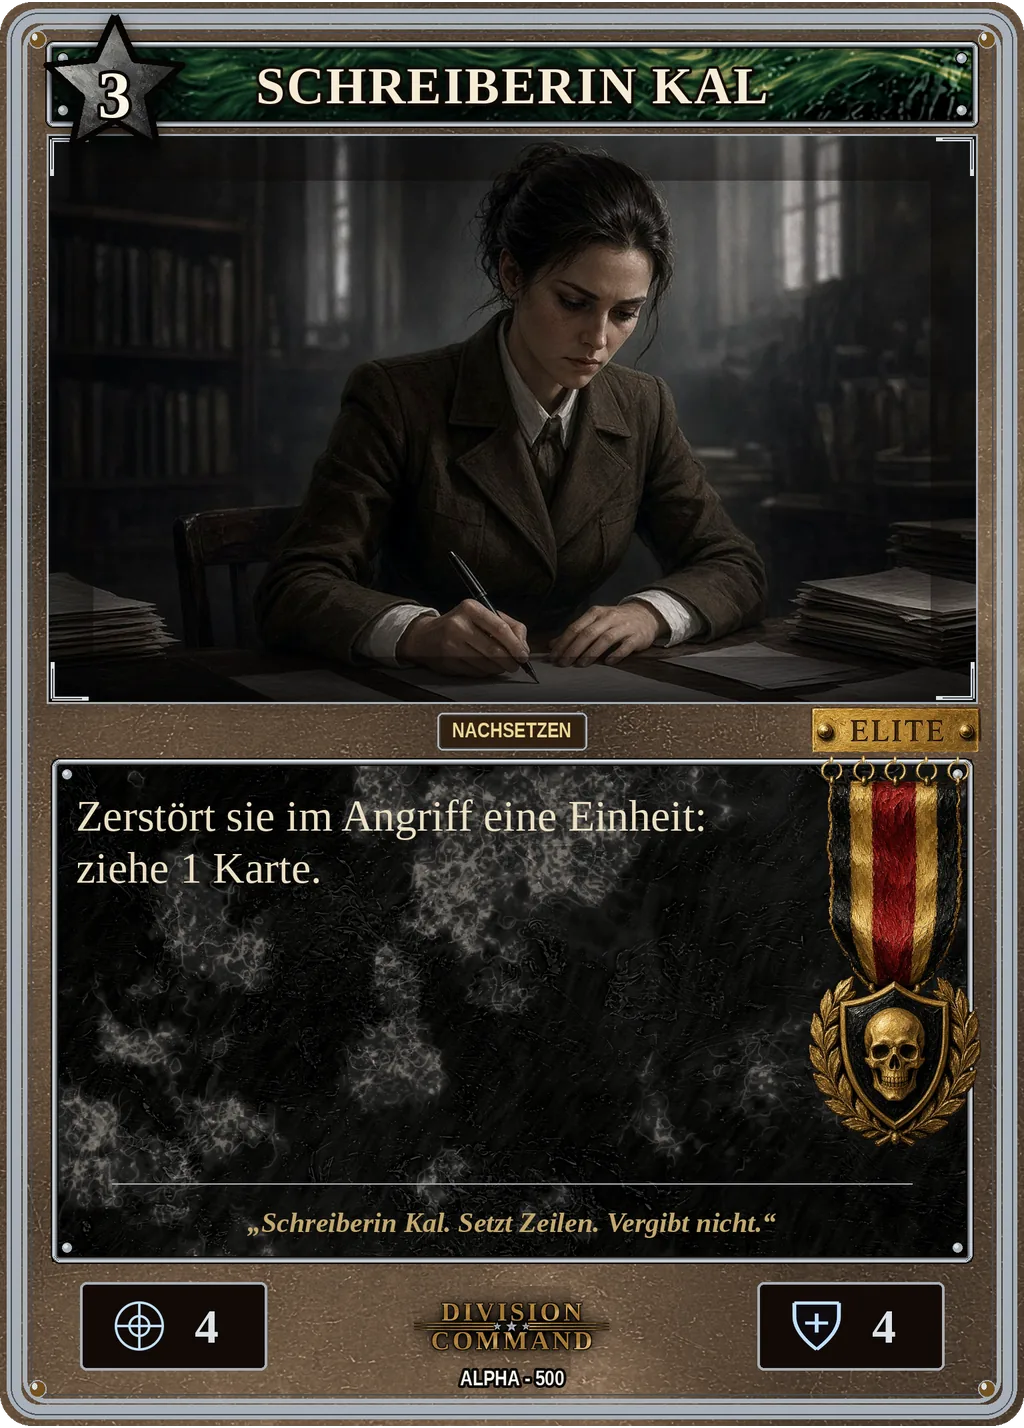 3
SCHREIBERIN KAL
NACHSETZEN
ELITE
Zerstört sie im Angriff eine Einheit:
ziehe 1 Karte.
„Schreiberin Kal. Setzt Zeilen. Vergibt nicht.“
4
DIVISION
COMMAND
4
ALPHA - 500